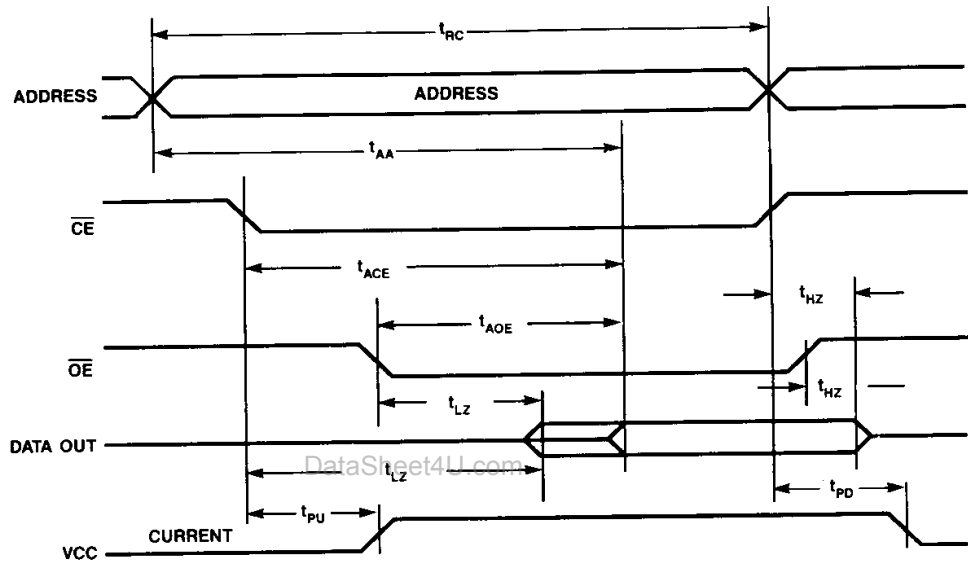 tRC
ADDRESS
ADDRESS
tAA
CE
tACE
tHZ
tAOE
OE
tHZ
tLZ
DATA OUT
DataSheet4U.com
tLZ
tPD
tPU
CURRENT
VCC